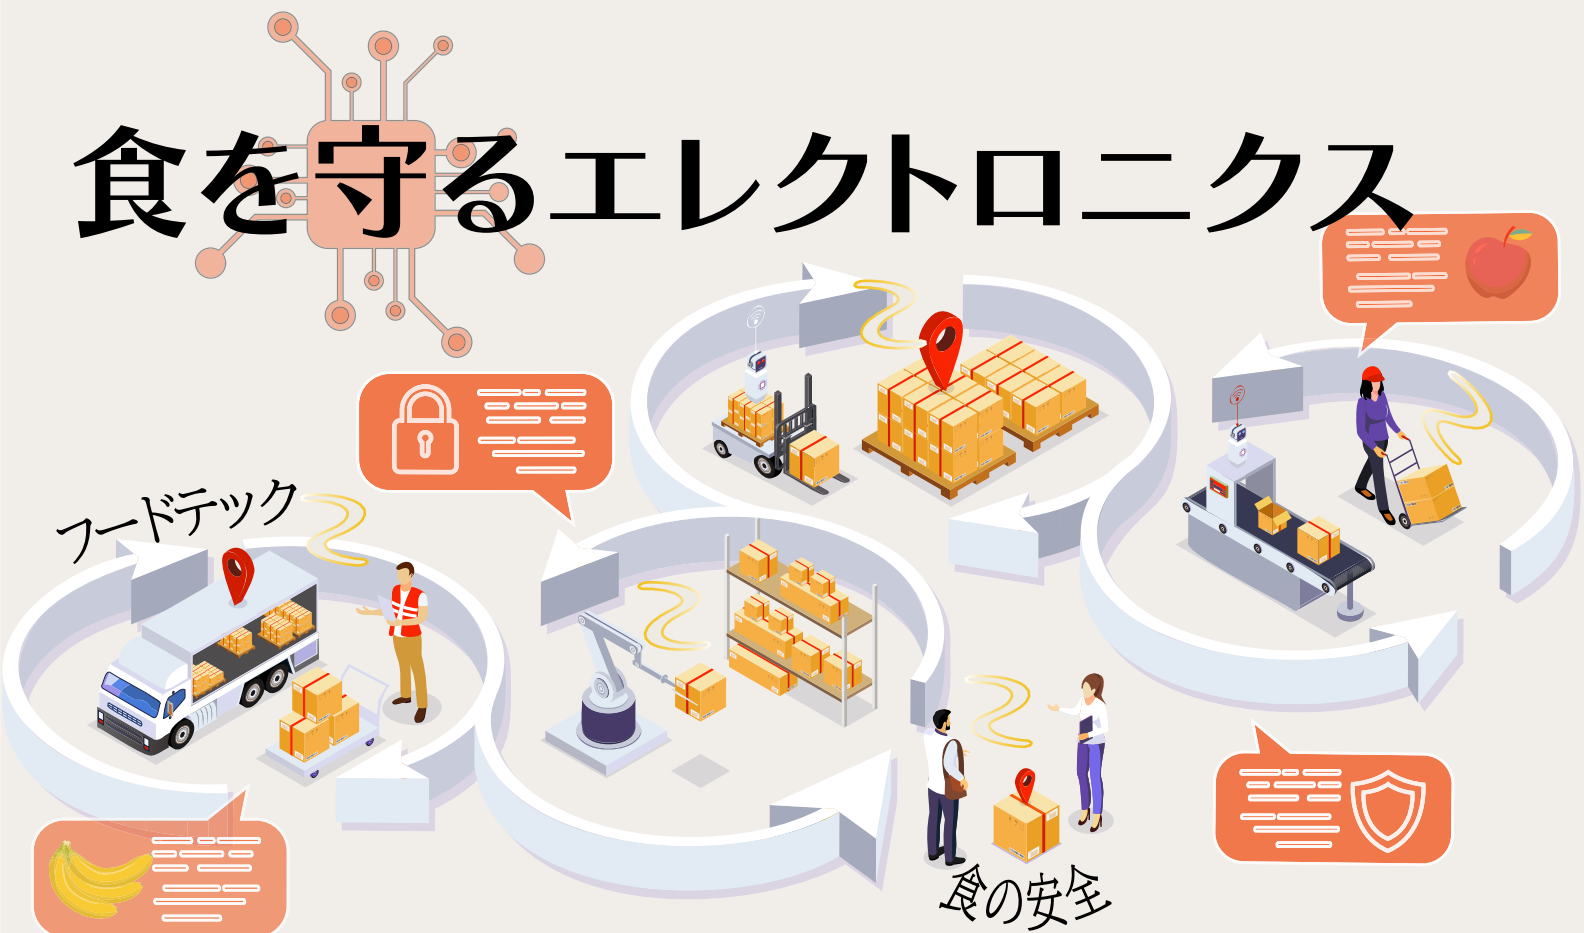 食を守るエレクトロニクス
フードテック
食の安全